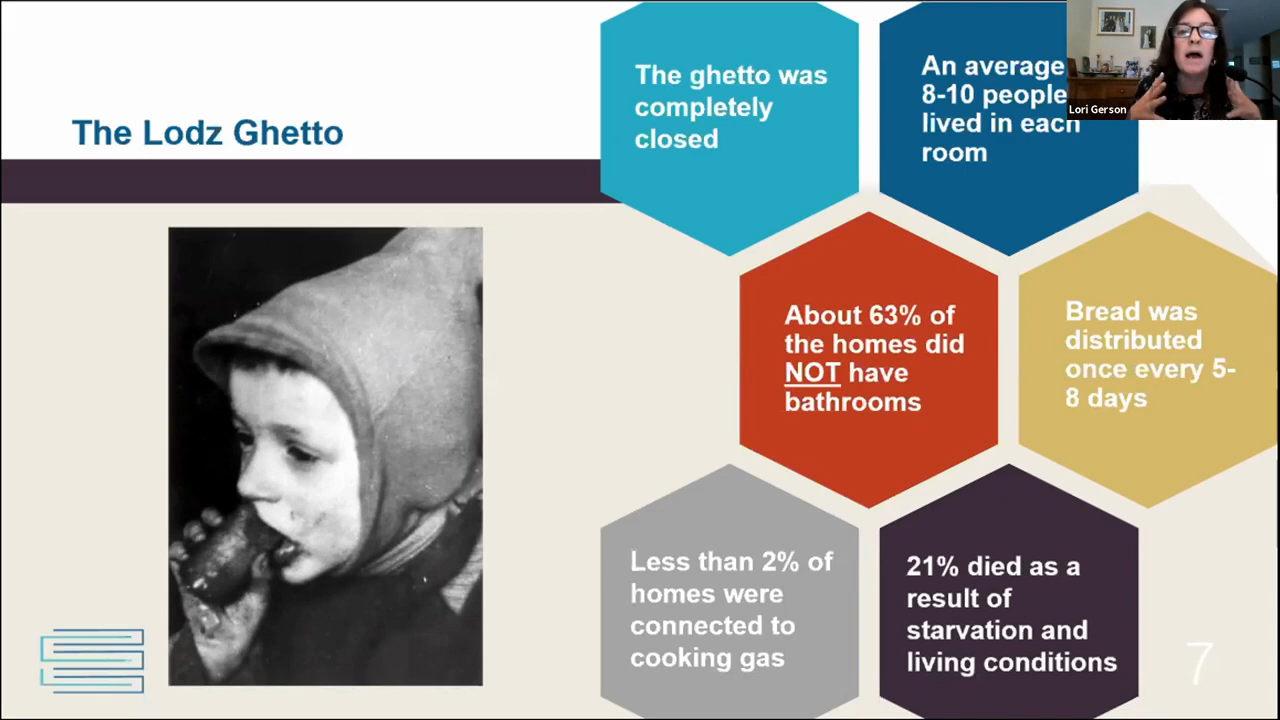 The Lodz Ghetto
The ghetto was
completely
closed
An average
8-10 people
lived in each
room
Lori Gerson
About 63% of
the homes did
NOT have
bathrooms
Bread was
distributed
once every 5-
8 days
Less than 2% of
homes were
connected to
cooking gas
21% died as a
result of
starvation and
living conditions
7